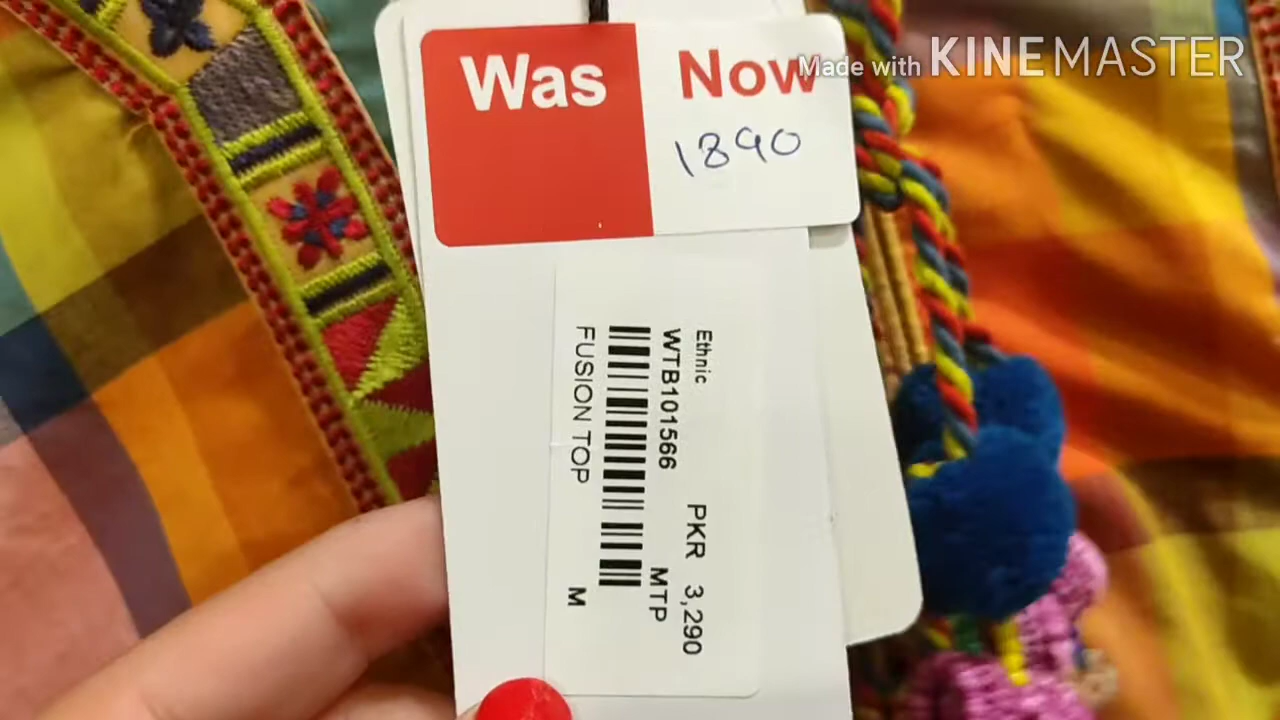 Was Now
1890
Made with KINEMASTER
Ethnic
WTB101566 PKR 3,290
MTP
FUSION TOP M